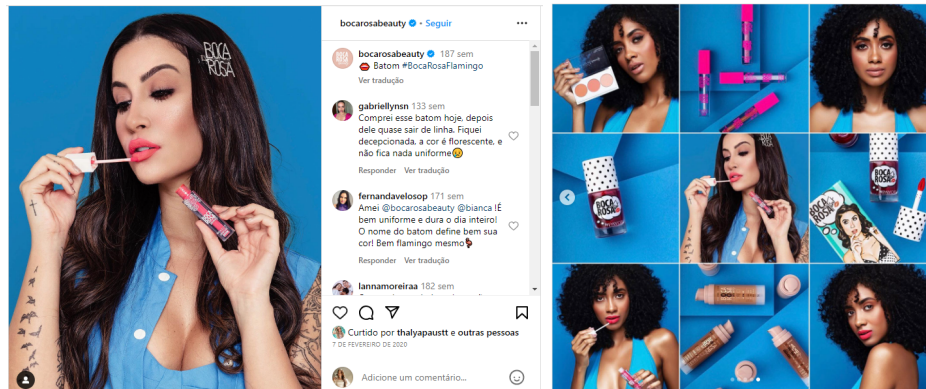 BOCA
ROSA
bocarosabeauty • Seguir
bocarosabeauty 187 sem
👄 Batom #BocaRosaFlamingo
Ver tradução
gabriellynsn 133 sem
Comprei esse batom hoje, depois
dele quase sair de linha. Fiquei
decepcionada, a cor é florescente, e
não fica nada uniforme😥
Responder Ver tradução
fernandavelosop 171 sem
Amei @bocarosabeauty @bianca !É
bem uniforme e dura o dia inteiro!
O nome do batom define bem sua
cor! Bem flamingo mesmo💃🏿
Responder Ver tradução
lannamoreiraa 182 sem
Curtido por thalyapaustt e outras pessoas
7 DE FEVEREIRO DE 2020
Adicione um comentário...
BOCA
ROSA
BOCA
ROSA
BOCA
ROSA